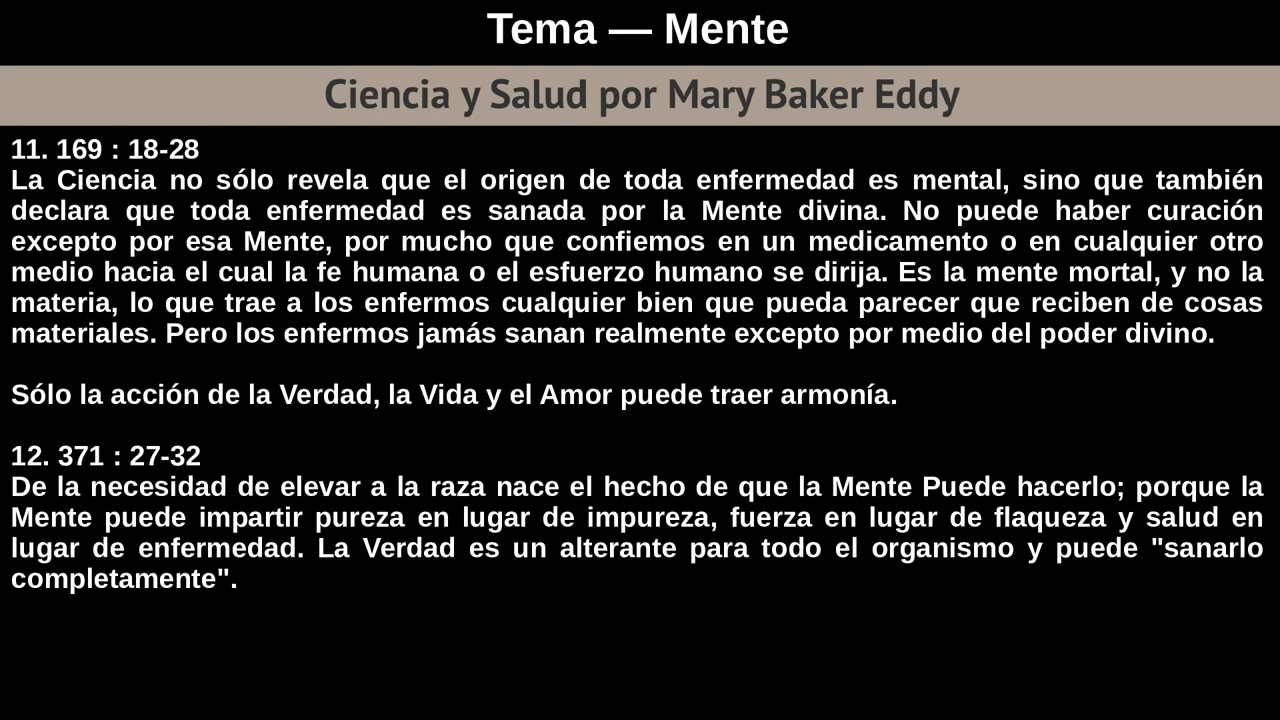 Tema — Mente
Ciencia y Salud por Mary Baker Eddy
11. 169 : 18-28
La Ciencia no sólo revela que el origen de toda enfermedad es mental, sino que también
declara que toda enfermedad es sanada por la Mente divina. No puede haber curación
excepto por esa Mente, por mucho que confiemos en un medicamento o en cualquier otro
medio hacia el cual la fe humana o el esfuerzo humano se dirija. Es la mente mortal, y no la
materia, lo que trae a los enfermos cualquier bien que pueda parecer que reciben de cosas
materiales. Pero los enfermos jamás sanan realmente excepto por medio del poder divino.
Sólo la acción de la Verdad, la Vida y el Amor puede traer armonía.
12. 371 : 27-32
De la necesidad de elevar a la raza nace el hecho de que la Mente Puede hacerlo; porque la
Mente puede impartir pureza en lugar de impureza, fuerza en lugar de flaqueza y salud en
lugar de enfermedad. La Verdad es un alterante para todo el organismo y puede "sanarlo
completamente".